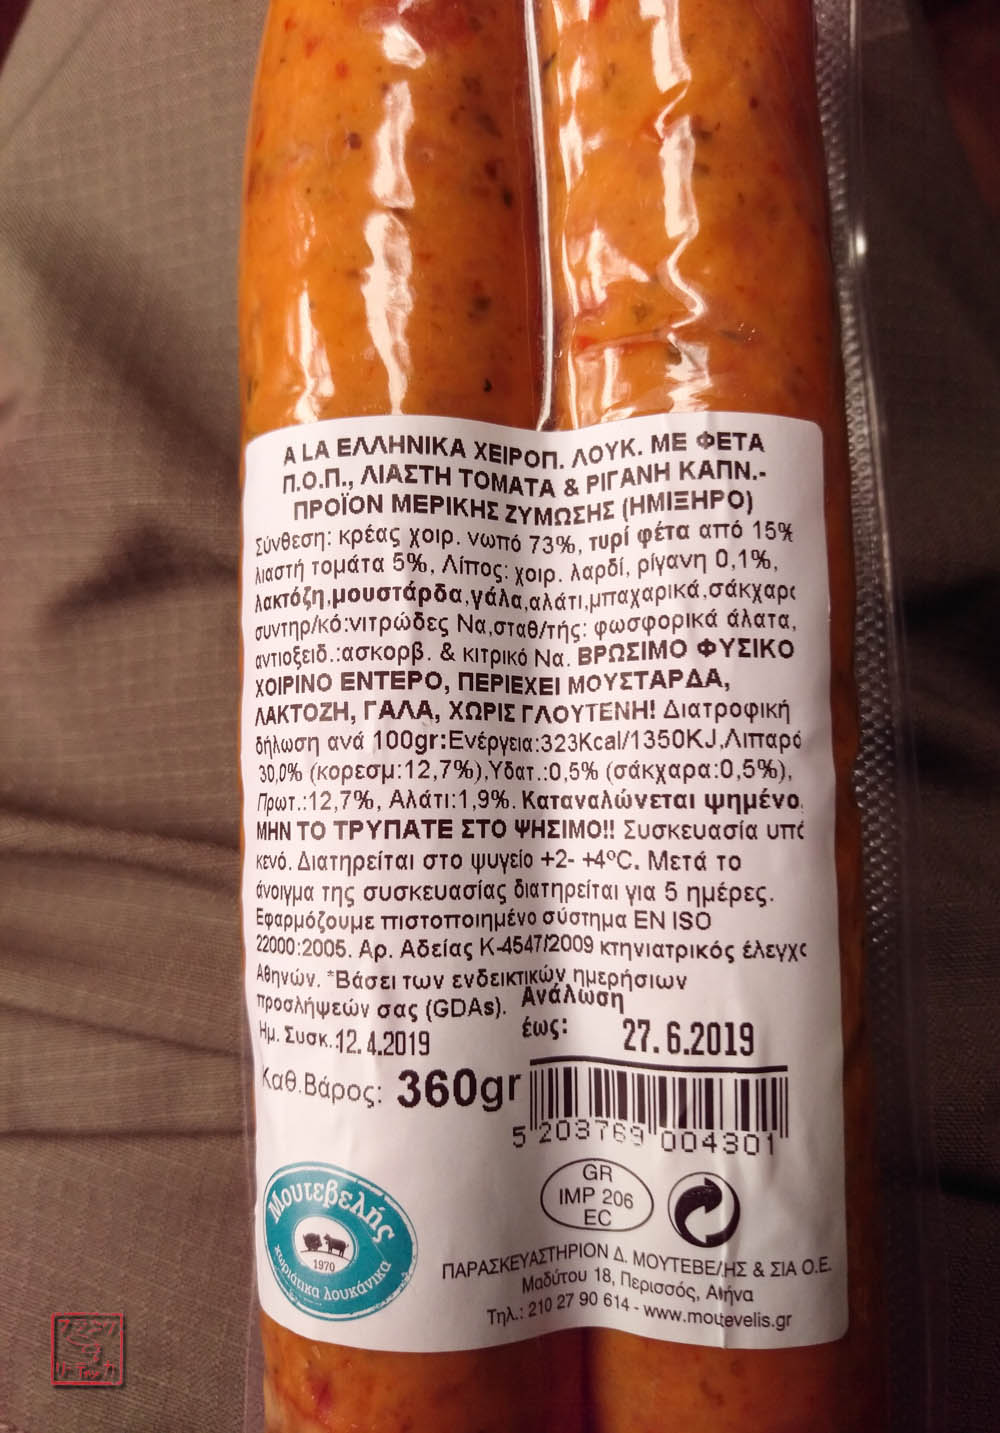 A LA ΕΛΛΗΝΙΚΑ ΧΕΙΡΟΠ. ΛΟΥΚ. ΜΕ ΦΕΤΑ
Π.Ο.Π., ΛΙΑΣΤΗ ΤΟΜΑΤΑ & ΡΙΓΑΝΗ ΚΑΠΝ.-
ΠΡΟΪΟΝ ΜΕΡΙΚΗΣ ΖΥΜΩΣΗΣ (ΗΜΙΞΗΡΟ)
Σύνθεση: κρέας χοιρ. νωπό 73%, τυρί φέτα από 15%
λιαστή τομάτα 5%, Λίπος: χοιρ. λαρδί, ρίγανη 0,1%,
λακτόζη,μουστάρδα,γάλα,αλάτι,μπαχαρικά,σάκχαρο
συντηρ/κό:νιτρώδες Να,σταθ/τής: φωσφορικά άλατα,
αντιοξειδ.:ασκορβ. & κιτρικό Να. ΒΡΩΣΙΜΟ ΦΥΣΙΚΟ
ΧΟΙΡΙΝΟ ΕΝΤΕΡΟ, ΠΕΡΙΕΧΕΙ ΜΟΥΣΤΑΡΔΑ,
ΛΑΚΤΟΖΗ, ΓΑΛΑ, ΧΩΡΙΣ ΓΛΟΥΤΕΝΗ! Διατροφική
δήλωση ανά 100gr:Ενέργεια:323Kcal/1350KJ,Λιπαρό
30,0% (κορεσμ:12,7%),Υδατ.:0,5% (σάκχαρα:0,5%),
Πρωτ.:12,7%, Αλάτι:1,9%. Καταναλώνεται ψημένο.
ΜΗΝ ΤΟ ΤΡΥΠΑΤΕ ΣΤΟ ΨΗΣΙΜΟ!! Συσκευασία υπό
κενό. Διατηρείται στο ψυγείο +2- +4°C. Μετά το
άνοιγμα της συσκευασίας διατηρείται για 5 ημέρες.
Εφαρμόζουμε πιστοποιημένο σύστημα EN ISO
22000:2005. Αρ. Αδείας Κ-4547/2009 κτηνιατρικός έλεγχο
Αθηνών. *Βάσει των ενδεικτικών ημερήσιων
προσλήψεών σας (GDAs).
Ανάλωση
έως: 27.6.2019
Ημ. Συσκ.:12.4.2019
Καθ.Βάρος: 360gr
5 203769 004301
GR
IMP 206
EC
Μουτεβελής
1970
χωριάτικα λουκάνικα
ΠΑΡΑΣΚΕΥΑΣΤΗΡΙΟΝ Δ. ΜΟΥΤΕΒΕΛΗΣ & ΣΙΑ Ο.Ε.
Μαδύτου 18, Περισσός, Αθήνα
Τηλ.: 210 27 90 614 - www.moutevelis.gr